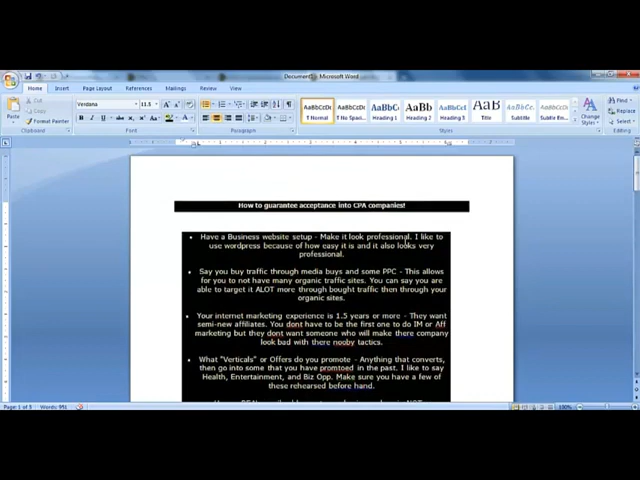 Document1 - Microsoft Word
Home Insert Page Layout References Mailings Review View
Paste
Cut
Copy
Format Painter
Clipboard
Verdana 11.5
Font
Paragraph
AaBbCcDc AaBbCcDc AaBbC AaBbCc AaBbCcI AaB AaBbCcDc AaBbCcDc
T Normal T No Spaci... Heading 1 Heading 2 Heading 3 Title Subtitle Subtle Em...
Change
Styles
Styles
Find
Replace
Select
Editing
How to guarantee acceptance into CPA companies!
• Have a Business website setup - Make it look professional. I like to
use wordpress because of how easy it is and it also looks very
professional.
• Say you buy traffic through media buys and some PPC - This allows
for you to not have many organic traffic sites. You can say you are
able to target it ALOT more through bought traffic then through your
organic sites.
• Your internet marketing experience is 1.5 years or more - They want
semi-new affiliates. You dont have to be the first one to do IM or Aff
marketing but they dont want someone who will make there company
look bad with there nooby tactics.
• What "Verticals" or Offers do you promote - Anything that converts,
then go into some that you have promtoed in the past. I like to say
Health, Entertainment, and Biz Opp. Make sure you have a few of
these rehearsed before hand.
Page: 1 of 3 Words: 951